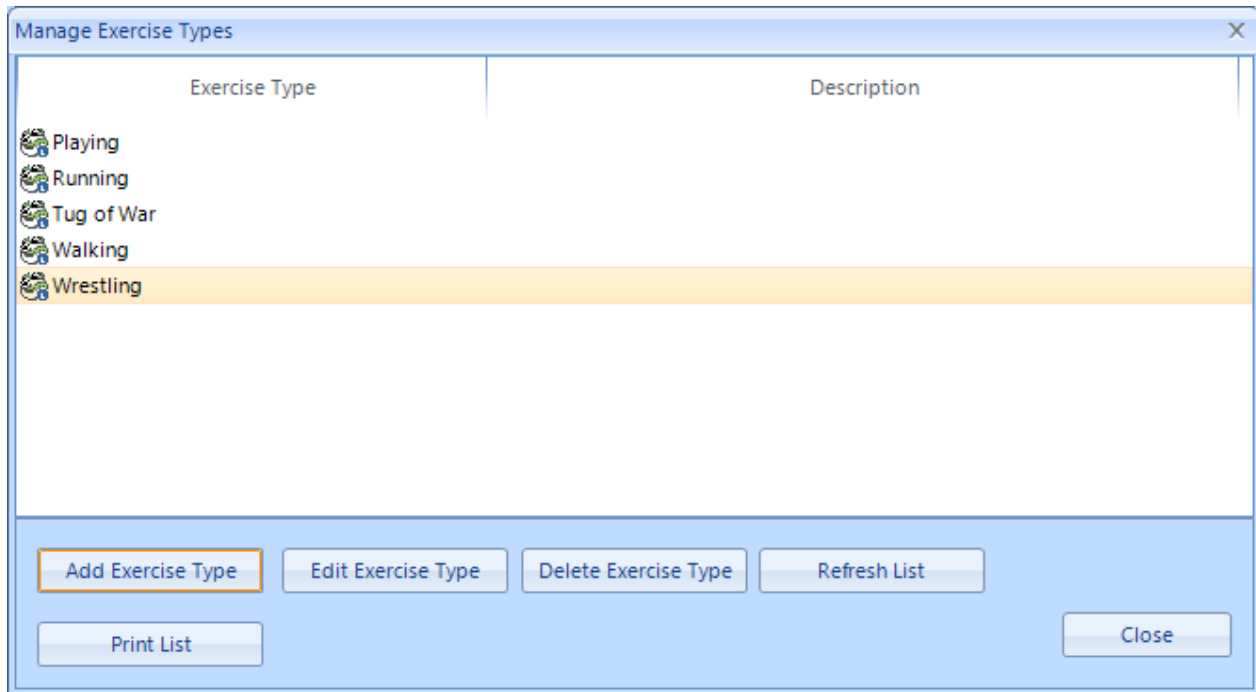 Manage Exercise Types
Exercise Type Description
Playing
Running
Tug of War
Walking
Wrestling
Add Exercise Type Edit Exercise Type Delete Exercise Type Refresh List
Print List Close